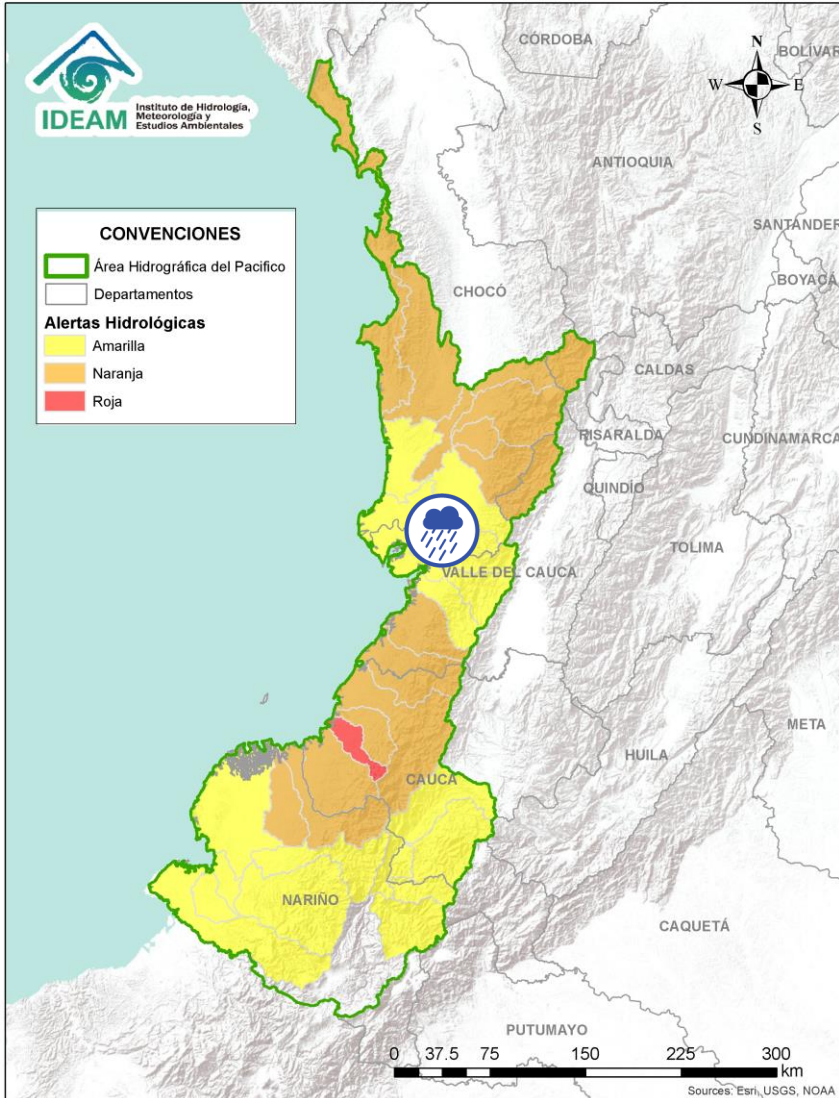 IDEAM
Instituto de Hidrología,
Meteorología y
Estudios Ambientales
CONVENCIONES
Área Hidrográfica del Pacifico
Departamentos
Alertas Hidrológicas
Amarilla
Naranja
Roja
N
W
E
S
CÓRDOBA
BOLÍVAR
ANTIOQUIA
SANTANDER
BOYACÁ
CHOCÓ
CALDAS
RISARALDA
CUNDINAMARCA
QUINDÍO
TOLIMA
VALLE DEL CAUCA
META
HUILA
CAUCA
NARIÑO
CAQUETÁ
PUTUMAYO
0 37.5 75 150 225 300
km
Sources: Esri, USGS, NOAA